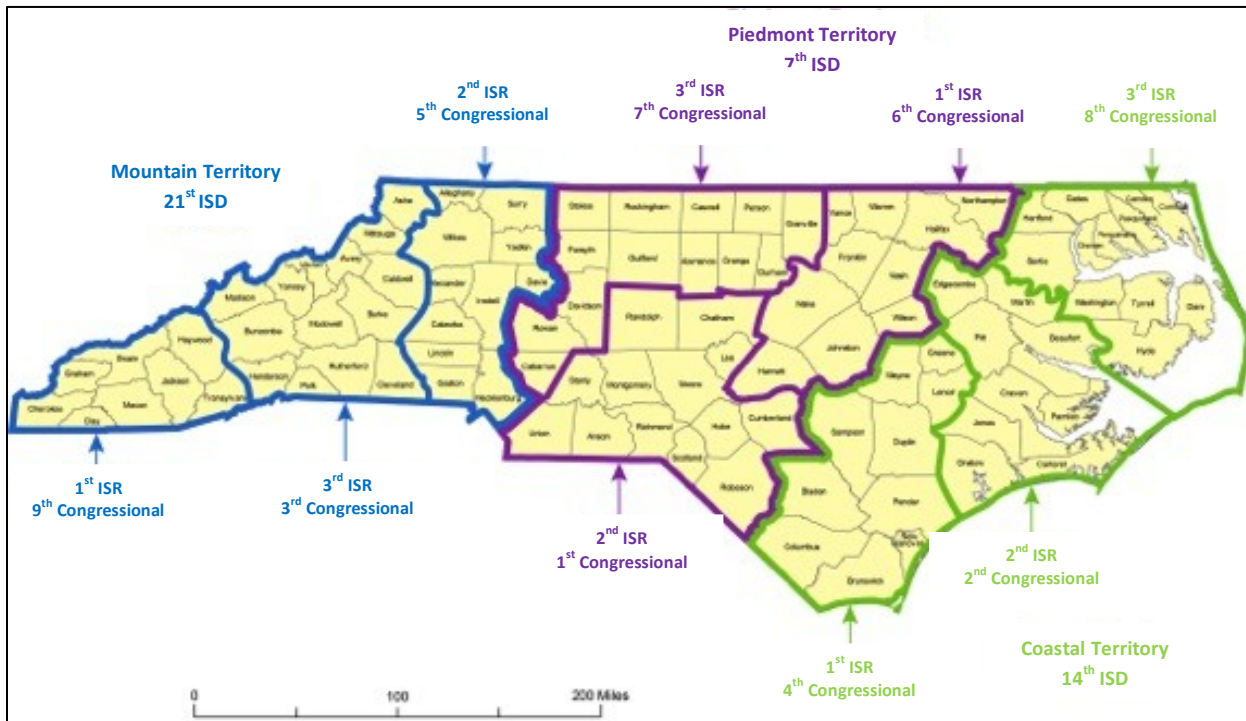 Piedmont Territory
7th ISD
2nd ISR
5th Congressional
3rd ISR
7th Congressional
1st ISR
6th Congressional
3rd ISR
8th Congressional
Mountain Territory
21st ISD
Ashe
Alleghany
Surry
Stokes
Rockingham
Caswell
Person
Granville
Vance
Warren
Northampton
Halifax
Hertford
Gates
Camden
Watauga
Wilkes
Yadkin
Forsyth
Guilford
Alamance
Orange
Durham
Franklin
Nash
Bertie
Avery
Caldwell
Alexander
Iredell
Davie
Davidson
Edgecombe
Martin
Washington
Tyrrell
Dare
Madison
Yancey
Burke
Catawba
Rowan
Randolph
Chatham
Wake
Wilson
Pitt
Beaufort
Hyde
Haywood
Buncombe
McDowell
Lincoln
Cabarrus
Lee
Johnston
Greene
Swain
Graham
Jackson
Henderson
Polk
Rutherford
Cleveland
Gaston
Mecklenburg
Stanly
Montgomery
Moore
Harnett
Wayne
Lenoir
Craven
Pamlico
Cherokee
Clay
Macon
Transylvania
Union
Anson
Richmond
Hoke
Scotland
Cumberland
Sampson
Duplin
Jones
Onslow
Carteret
Robeson
Bladen
Pender
Columbus
Brunswick
New Hanover
1st ISR
9th Congressional
3rd ISR
3rd Congressional
2nd ISR
1st Congressional
2nd ISR
2nd Congressional
1st ISR
4th Congressional
Coastal Territory
14th ISD
0 100 200 Miles